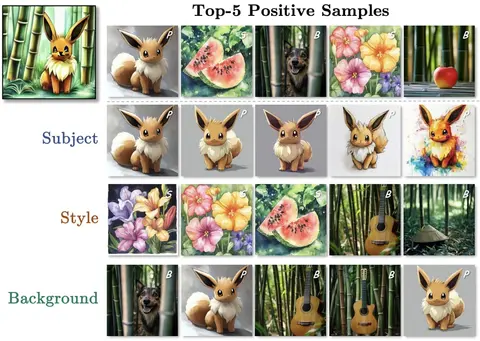 Top-5 Positive Samples
P S B S B
Subject P P P P P
Style S S S B B
Background B P B B P